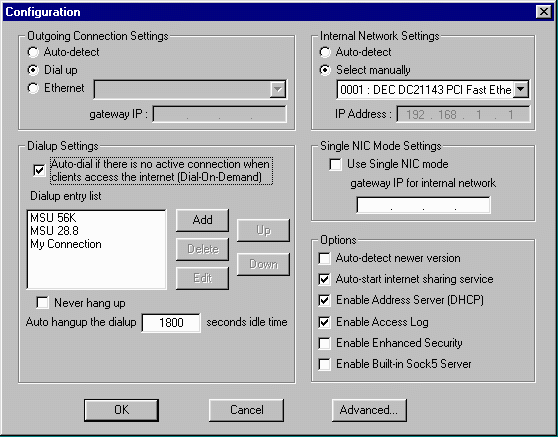 Configuration
Outgoing Connection Settings
Auto-detect
Dial up
Ethernet
gateway IP :
Internal Network Settings
Auto-detect
Select manually
0001 : DEC DC21143 PCI Fast Ethe
IP Address : 192 . 168 . 1 . 1
Dialup Settings
Auto-dial if there is no active connection when
clients access the internet (Dial-On-Demand)
Dialup entry list
MSU 56K
MSU 28.8
My Connection
Add
Delete
Edit
Up
Down
Never hang up
Auto hangup the dialup 1800 seconds idle time
Single NIC Mode Settings
Use Single NIC mode
gateway IP for internal network
. . .
Options
Auto-detect newer version
Auto-start internet sharing service
Enable Address Server (DHCP)
Enable Access Log
Enable Enhanced Security
Enable Built-in Sock5 Server
OK
Cancel
Advanced...